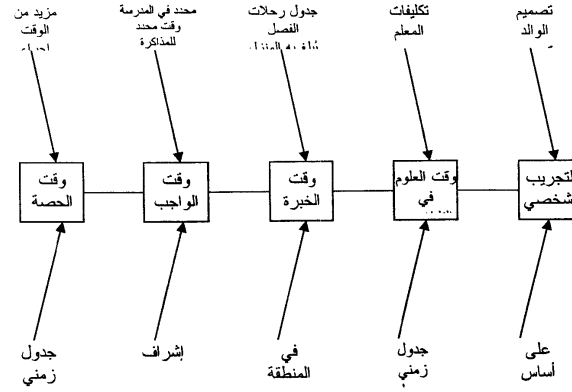 تصميم
الوالد
تكليفات
المعلم
جدول رحلات
الفصل
محدد في المدرسة
وقت محدد
للمذاكرة
مزيد من
الوقت
لتجريب
شخصي
وقت العلوم
في
وقت
الخبرة
وقت
الواجب
وقت
الحصة
على
أساس
جدول
زمني
في
المنطقة
إشراف
جدول
زمني